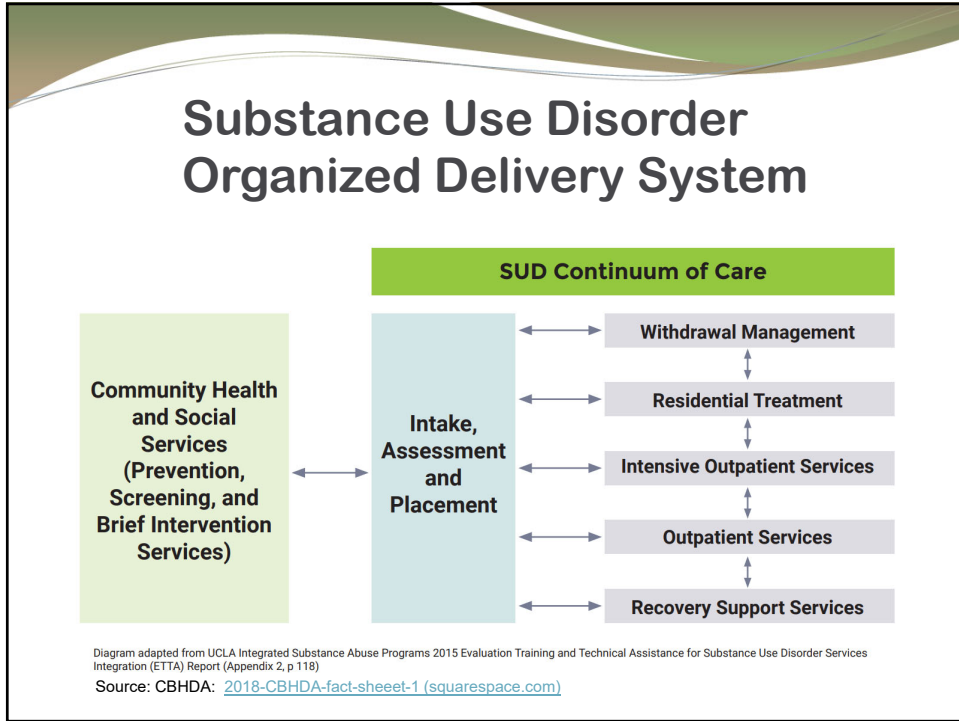 Substance Use Disorder
Organized Delivery System
SUD Continuum of Care
Community Health
and Social
Services
(Prevention,
Screening, and
Brief Intervention
Services)
Intake,
Assessment
and
Placement
Withdrawal Management
Residential Treatment
Intensive Outpatient Services
Outpatient Services
Recovery Support Services
Diagram adapted from UCLA Integrated Substance Abuse Programs 2015 Evaluation Training and Technical Assistance for Substance Use Disorder Services
Integration (ETTA) Report (Appendix 2, p 118)
Source: CBHDA: 2018-CBHDA-fact-sheeet-1 (squarespace.com)